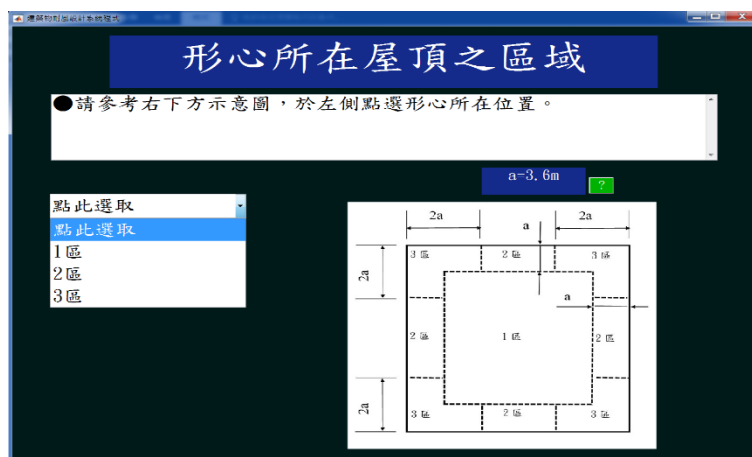 形心所在屋頂之區域
●請參考右下方示意圖，於左側點選形心所在位置。
a=3.6m
?
點此選取
點此選取
1區
2區
3區
2a
2a
a
3區
2區
3區
2a
a
2區
1區
2區
2a
3區
2區
3區